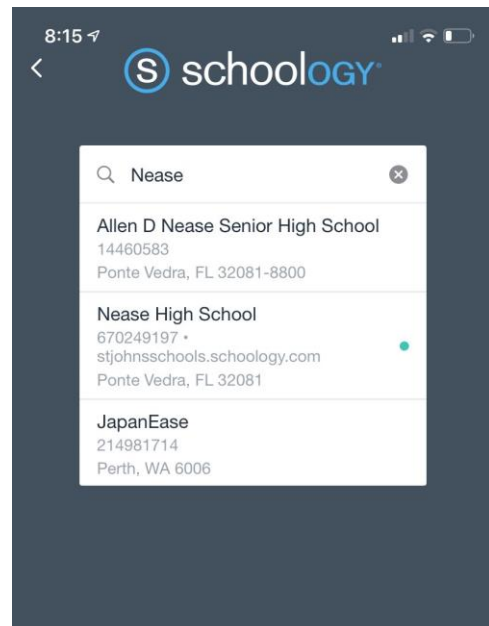 8:15
S schoology®
Nease
Allen D Nease Senior High School
14460583
Ponte Vedra, FL 32081-8800
Nease High School
670249197 •
stjohnsschools.schoology.com
Ponte Vedra, FL 32081
JapanEase
214981714
Perth, WA 6006